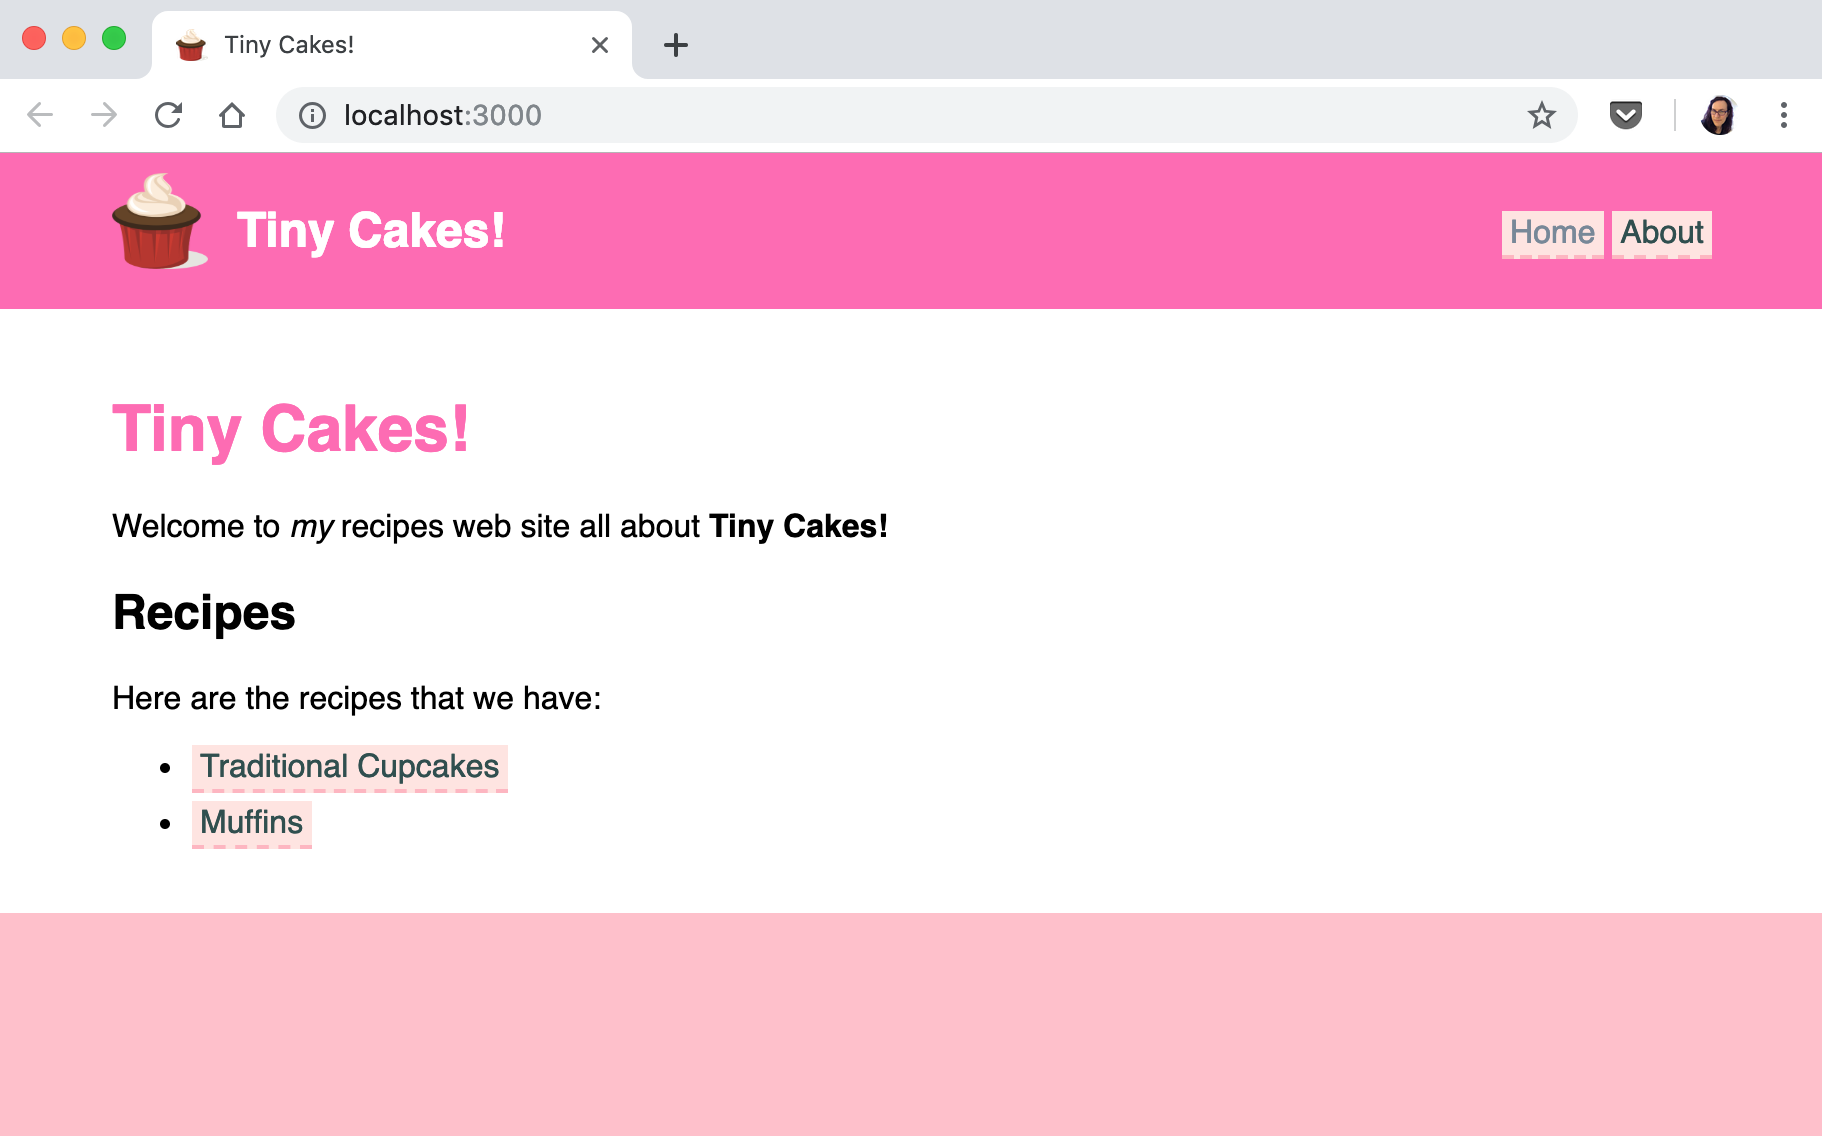 Tiny Cakes!
localhost:3000
Tiny Cakes!
Home About
Tiny Cakes!
Welcome to my recipes web site all about Tiny Cakes!
Recipes
Here are the recipes that we have:
Traditional Cupcakes
Muffins